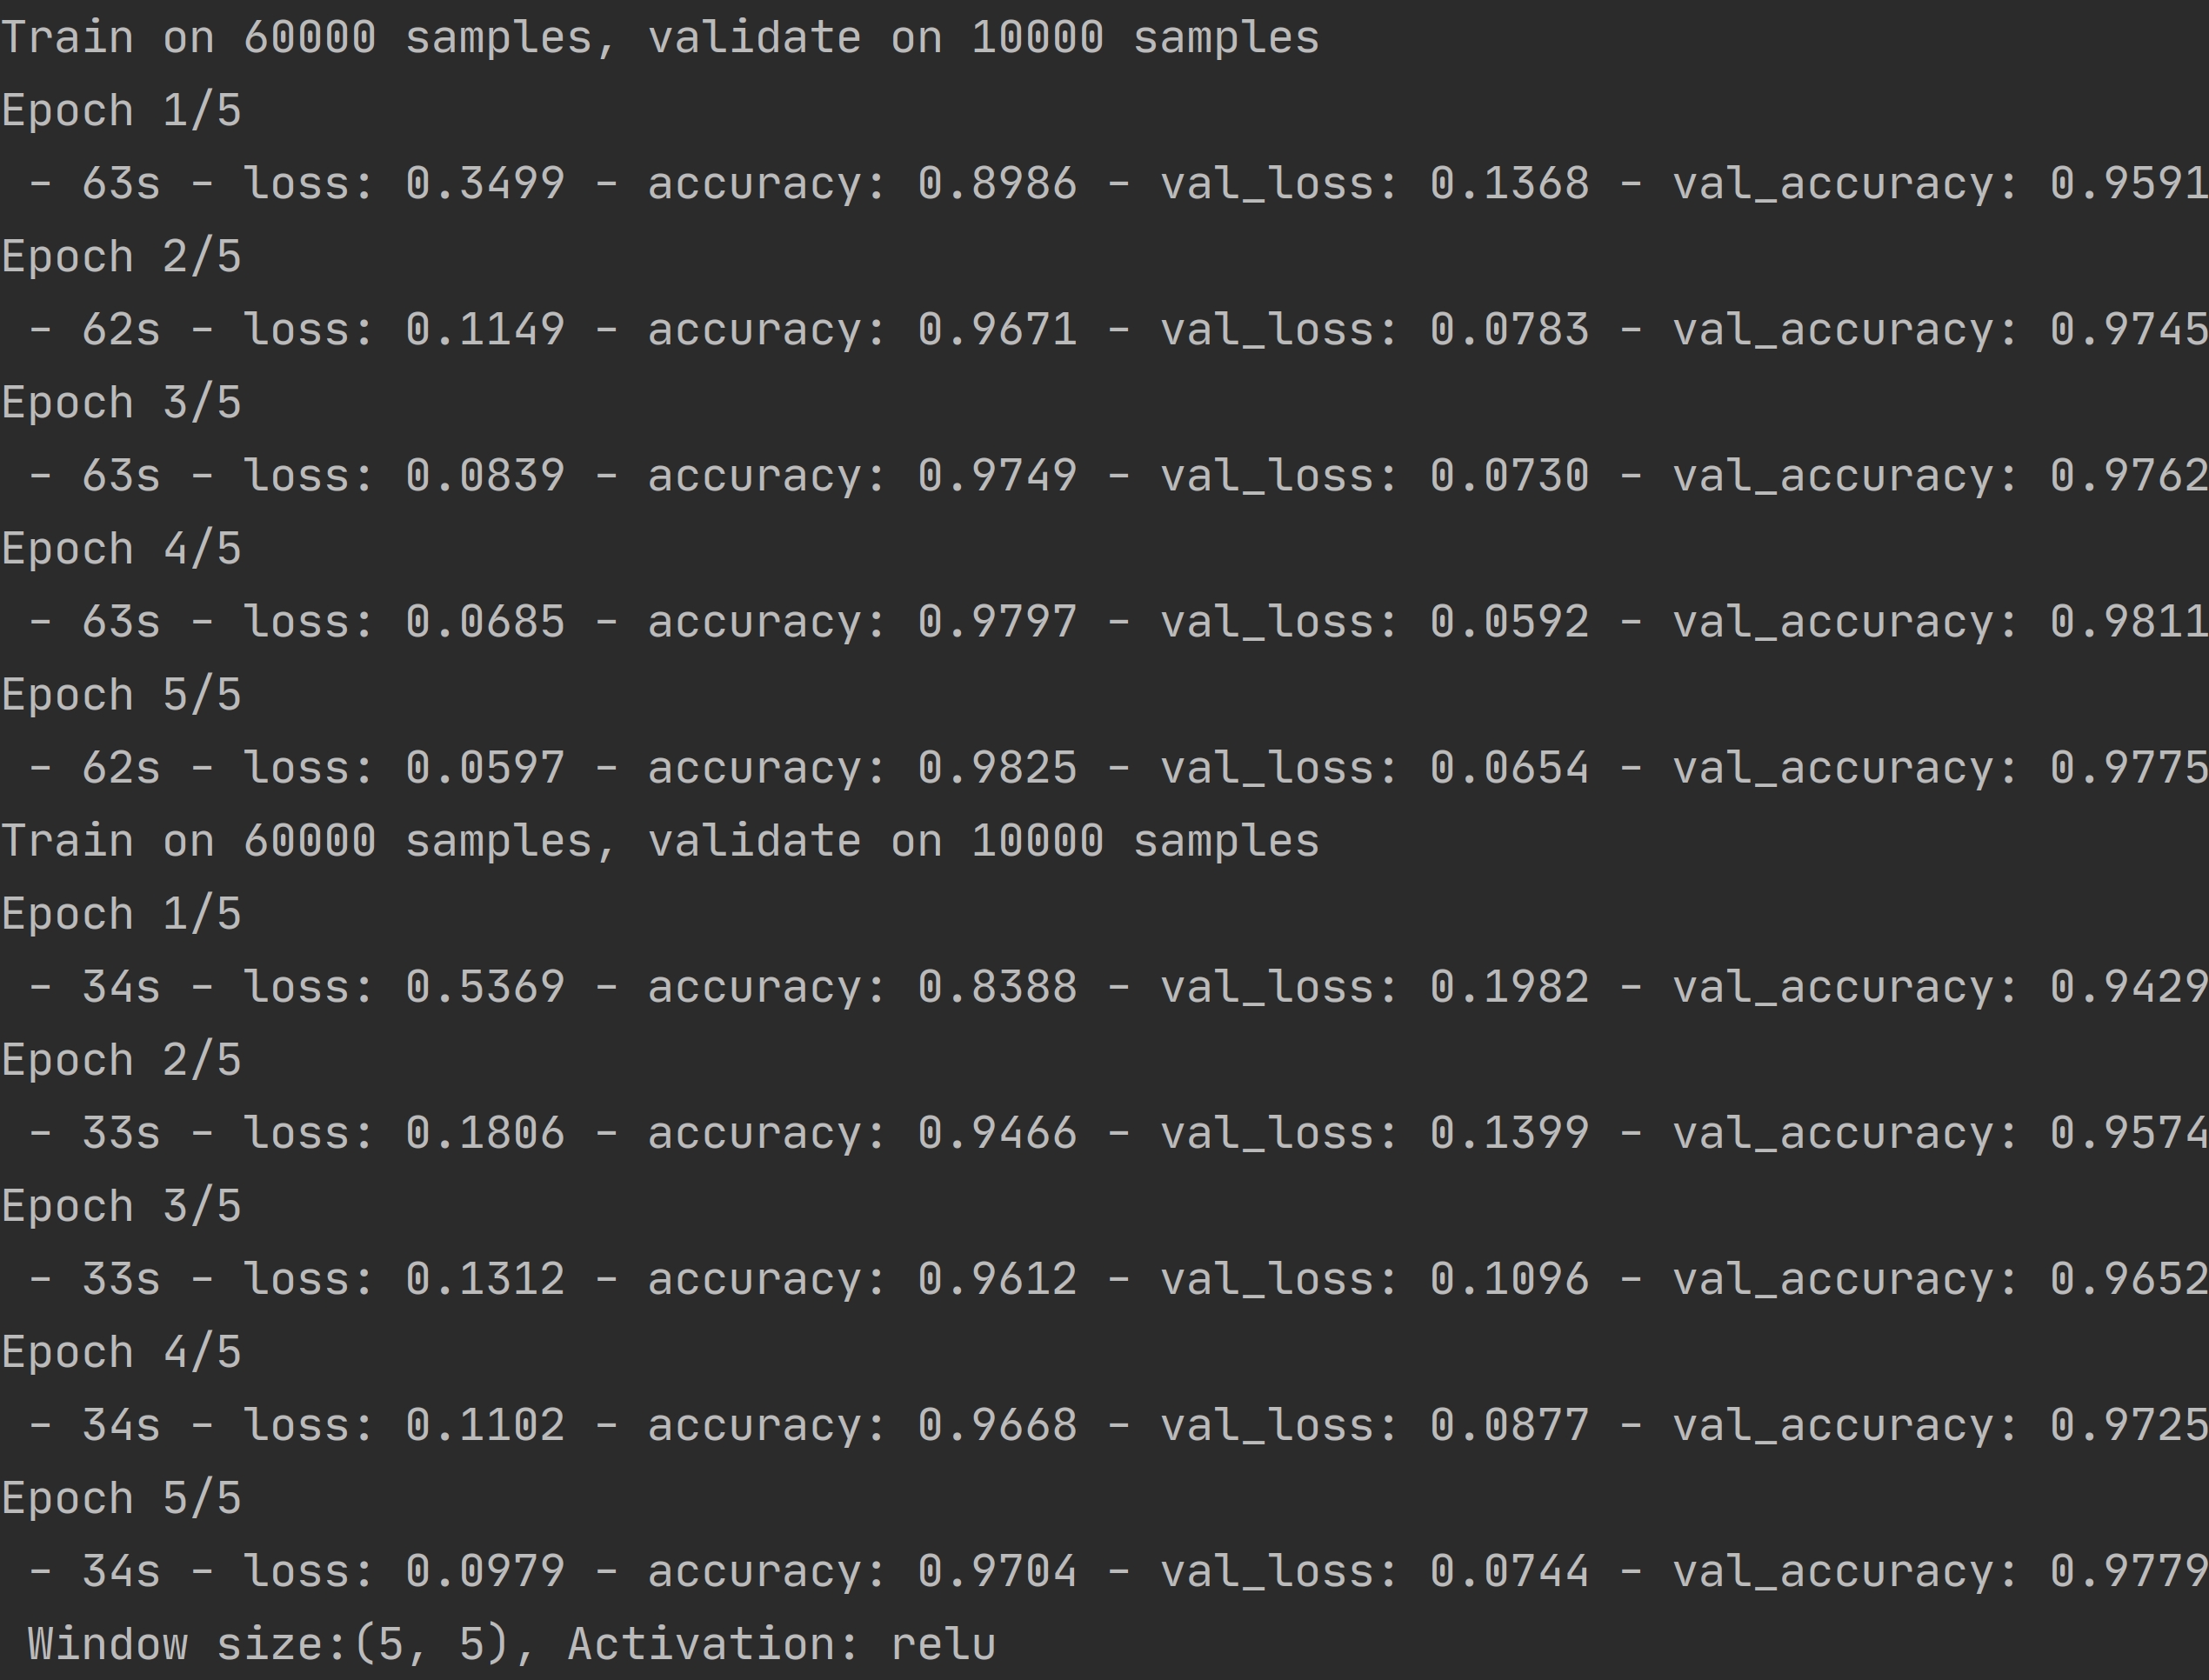 Train on 60000 samples, validate on 10000 samples
Epoch 1/5
 - 63s - loss: 0.3499 - accuracy: 0.8986 - val_loss: 0.1368 - val_accuracy: 0.9591
Epoch 2/5
 - 62s - loss: 0.1149 - accuracy: 0.9671 - val_loss: 0.0783 - val_accuracy: 0.9745
Epoch 3/5
 - 63s - loss: 0.0839 - accuracy: 0.9749 - val_loss: 0.0730 - val_accuracy: 0.9762
Epoch 4/5
 - 63s - loss: 0.0685 - accuracy: 0.9797 - val_loss: 0.0592 - val_accuracy: 0.9811
Epoch 5/5
 - 62s - loss: 0.0597 - accuracy: 0.9825 - val_loss: 0.0654 - val_accuracy: 0.9775
Train on 60000 samples, validate on 10000 samples
Epoch 1/5
 - 34s - loss: 0.5369 - accuracy: 0.8388 - val_loss: 0.1982 - val_accuracy: 0.9429
Epoch 2/5
 - 33s - loss: 0.1806 - accuracy: 0.9466 - val_loss: 0.1399 - val_accuracy: 0.9574
Epoch 3/5
 - 33s - loss: 0.1312 - accuracy: 0.9612 - val_loss: 0.1096 - val_accuracy: 0.9652
Epoch 4/5
 - 34s - loss: 0.1102 - accuracy: 0.9668 - val_loss: 0.0877 - val_accuracy: 0.9725
Epoch 5/5
 - 34s - loss: 0.0979 - accuracy: 0.9704 - val_loss: 0.0744 - val_accuracy: 0.9779
 Window size:(5, 5), Activation: relu